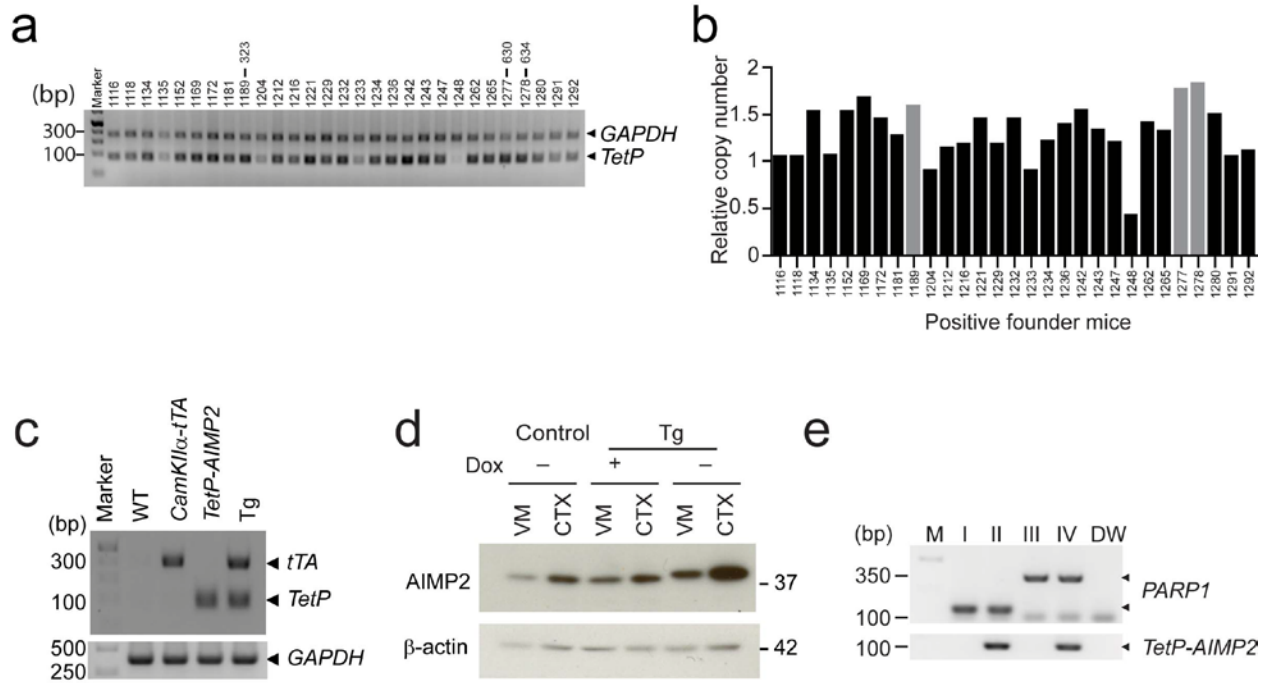 a
(bp)
Marker 1116 1118 1134 1135 1152 1169 1172 1181 1189 – 323 1204 1212 1216 1221 1229 1232 1233 1234 1236 1242 1243 1247 1248 1262 1265 1277 – 630 1278 – 634 1280 1291 1292
300 GAPDH
100 TetP
b
Relative copy number
2
1.5
1
0.5
0
1116 1118 1134 1135 1152 1169 1172 1181 1189 1204 1212 1216 1221 1229 1232 1233 1234 1236 1242 1243 1247 1248 1262 1265 1277 1278 1280 1291 1292
Positive founder mice
c
Marker WT CamKIIα-tTA TetP-AIMP2 Tg
(bp)
300 tTA
100 TetP
500
250 GAPDH
d
Control Tg
Dox – + –
VM CTX VM CTX VM CTX
AIMP2 37
β-actin 42
e
(bp) M I II III IV DW
350
PARP1
100
100 TetP-AIMP2